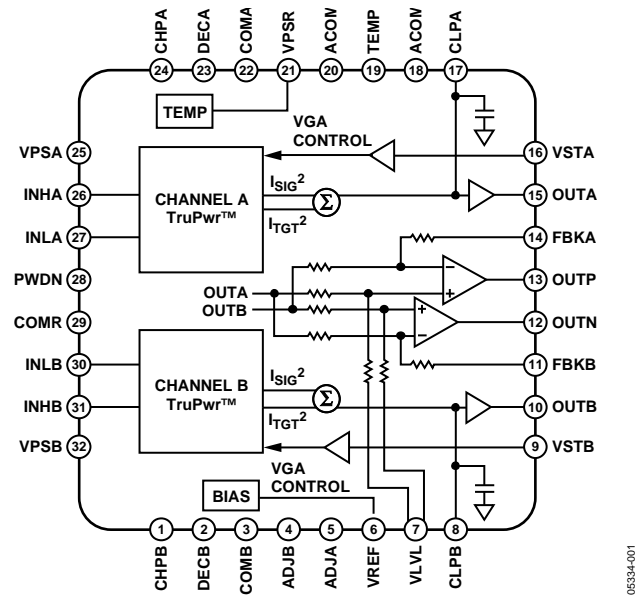 CHPA DECA COMA VPSR ACOM TEMP ACOM CLPA
24 23 22 21 20 19 18 17
TEMP
VGA
CONTROL
VPSA 25
16 VSTA
INHA 26
CHANNEL A
TruPwr™
ISIG2
ITGT2
Σ
15 OUTA
INLA 27
14 FBKA
PWDN 28
OUTA
OUTB
−
+
13 OUTP
COMR 29
+
−
12 OUTN
INLB 30
CHANNEL B
TruPwr™
ISIG2
ITGT2
Σ
11 FBKB
INHB 31
10 OUTB
VPSB 32
9 VSTB
VGA
CONTROL
BIAS
1 2 3 4 5 6 7 8
CHPB DECB COMB ADJB ADJA VREF VLVL CLPB
05334-001